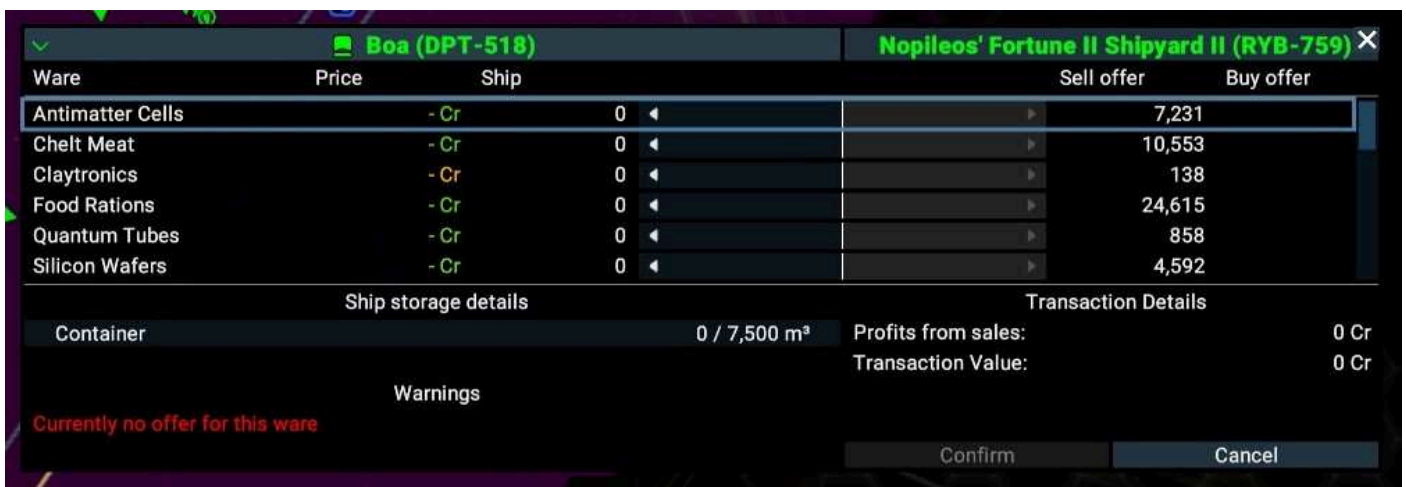 Boa (DPT-518) Nopileos' Fortune II Shipyard II (RYB-759)
Ware Price Ship Sell offer Buy offer
Antimatter Cells - Cr 0 7,231
Chelt Meat - Cr 0 10,553
Claytronics - Cr 0 138
Food Rations - Cr 0 24,615
Quantum Tubes - Cr 0 858
Silicon Wafers - Cr 0 4,592
Ship storage details Transaction Details
Container 0 / 7,500 m³ Profits from sales: 0 Cr
Transaction Value: 0 Cr
Warnings
Currently no offer for this ware
Confirm Cancel